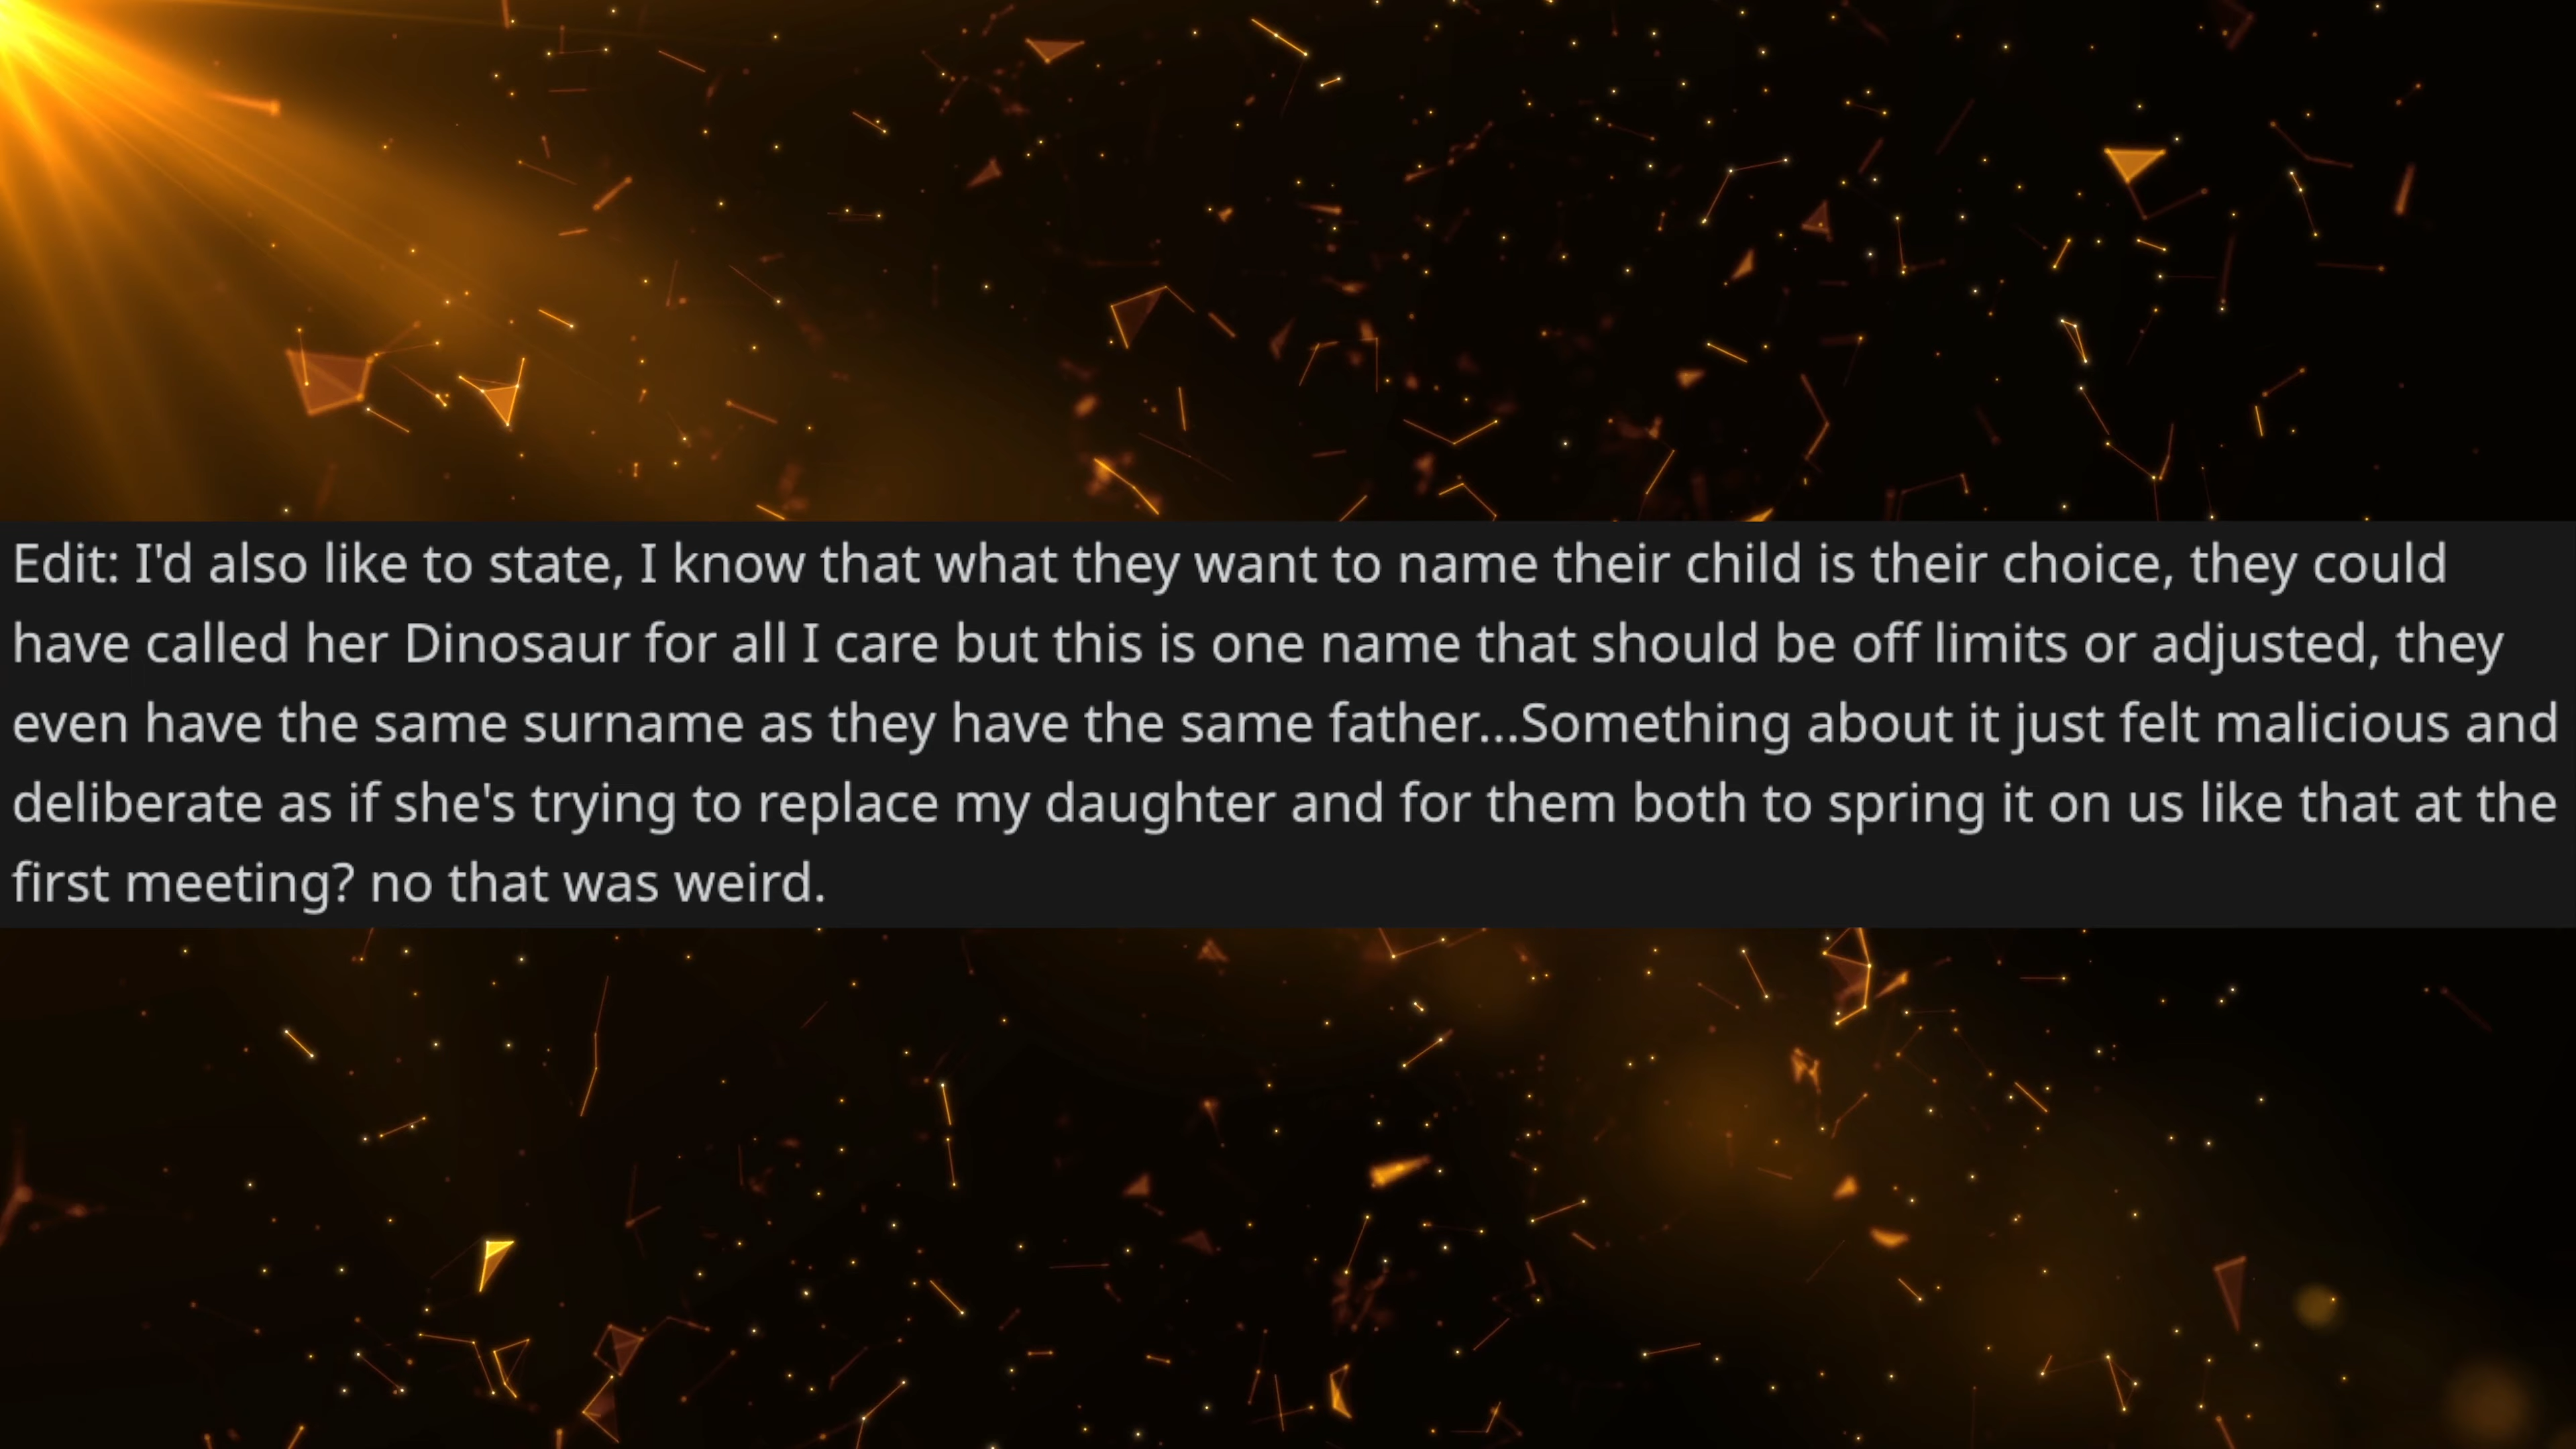 Edit: I'd also like to state, I know that what they want to name their child is their choice, they could
have called her Dinosaur for all I care but this is one name that should be off limits or adjusted, they
even have the same surname as they have the same father...Something about it just felt malicious and
deliberate as if she's trying to replace my daughter and for them both to spring it on us like that at the
first meeting? no that was weird.